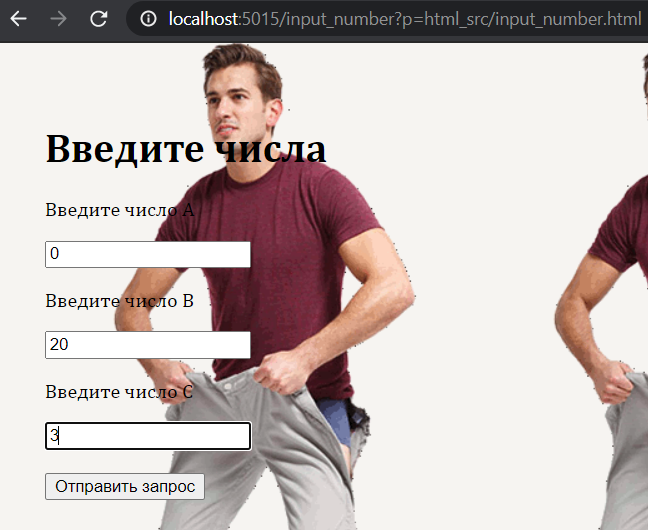 localhost:5015/input_number?p=html_src/input_number.html
Введите числа
Введите число A
0
Введите число B
20
Введите число C
3
Отправить запрос